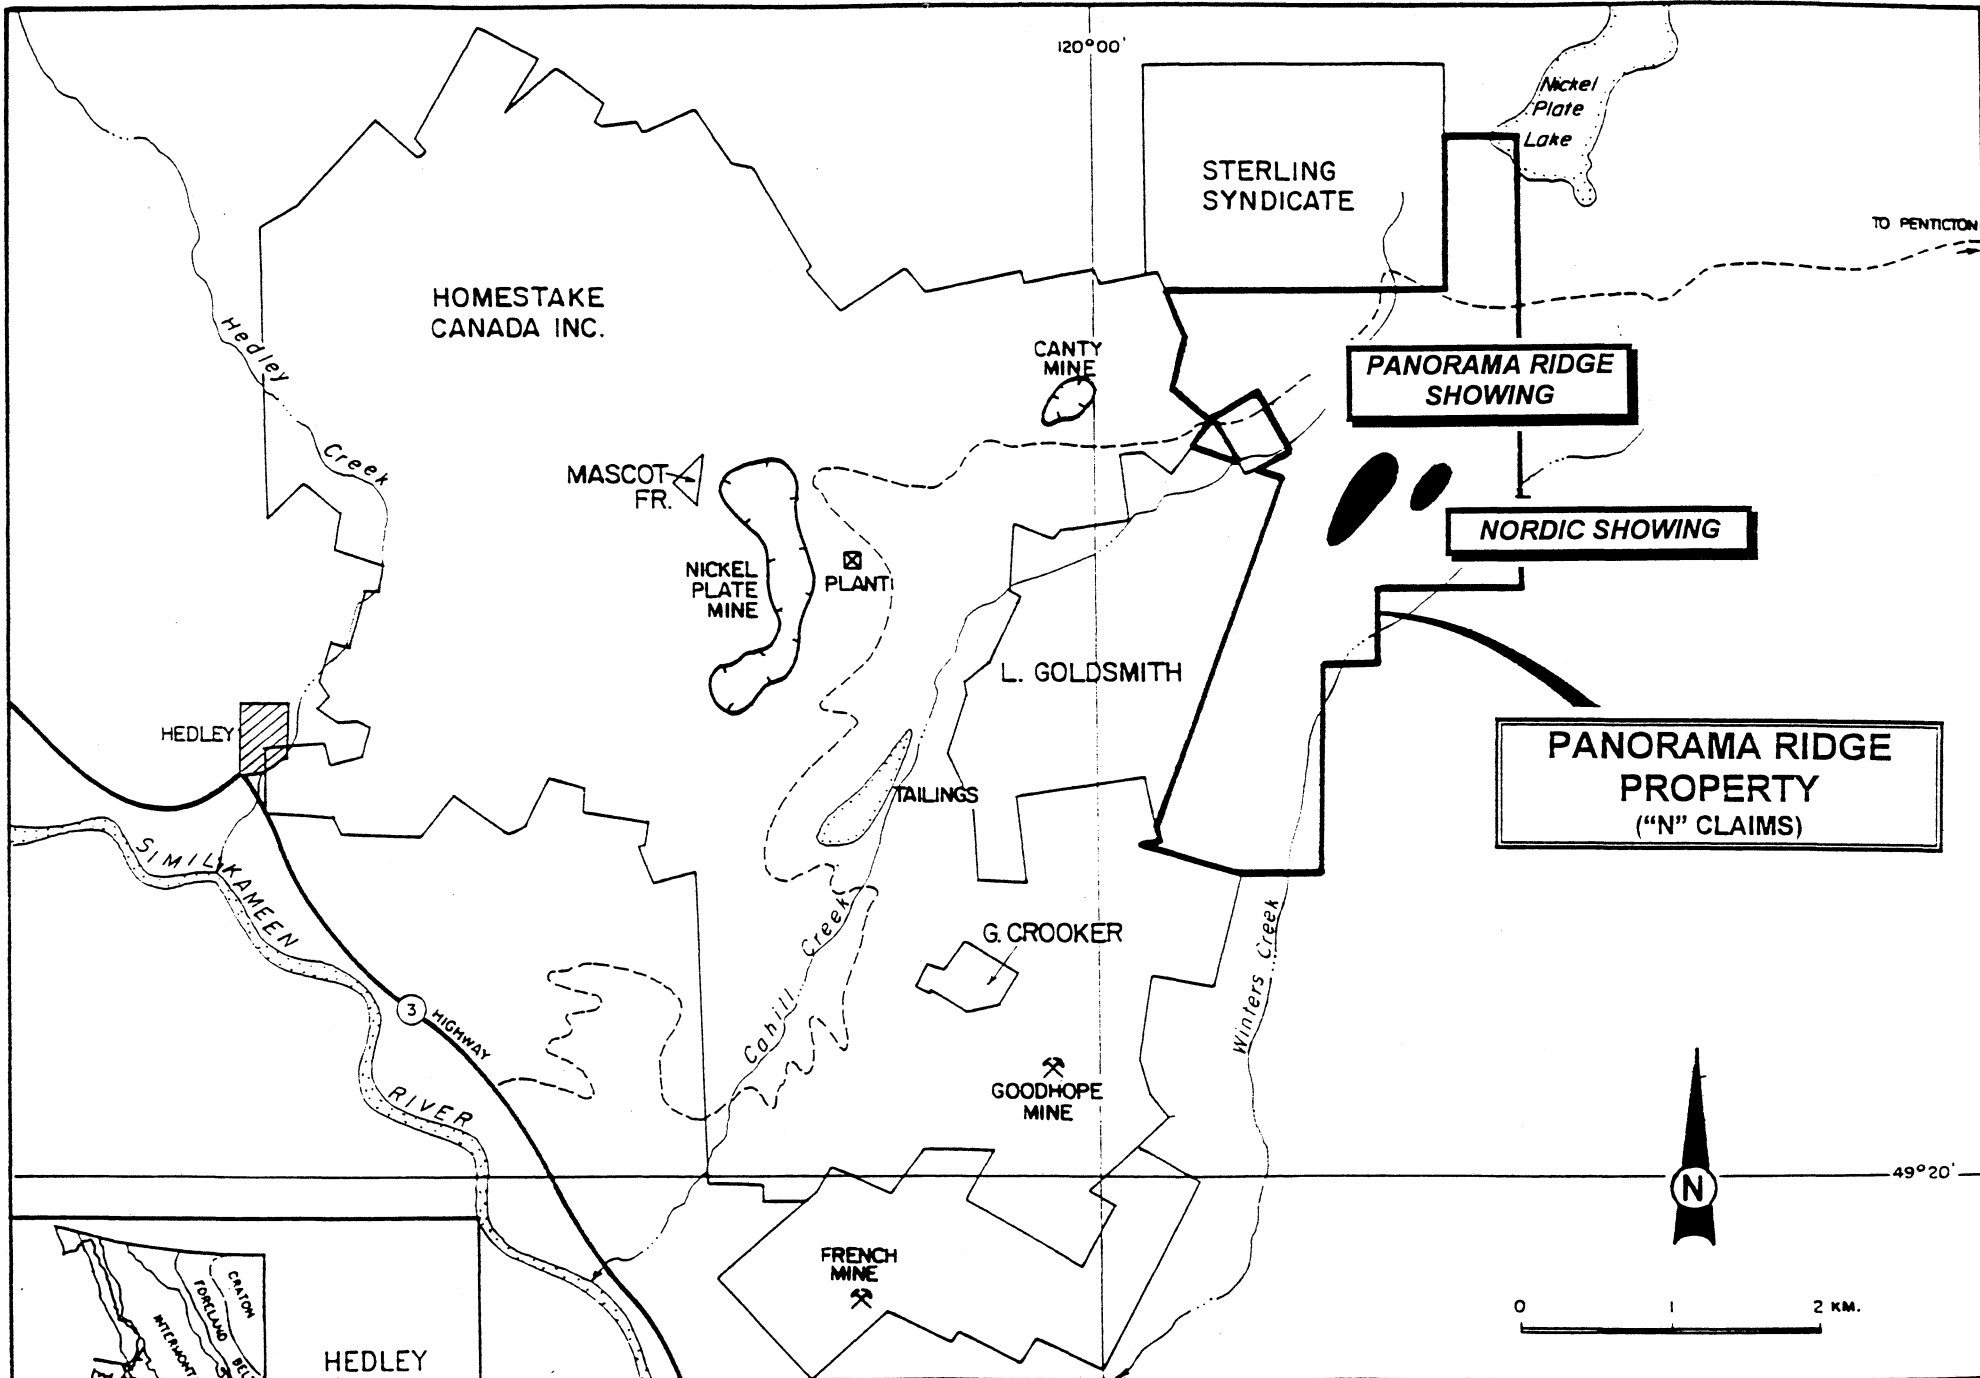 120°00'
Nickel
Plate
Lake
STERLING
SYNDICATE
TO PENTICTON
HOMESTAKE
CANADA INC.
Hedley
Creek
CANTY
MINE
PANORAMA RIDGE
SHOWING
MASCOT
FR.
NORDIC SHOWING
NICKEL
PLATE
MINE
PLANT
L. GOLDSMITH
HEDLEY
PANORAMA RIDGE
PROPERTY
("N" CLAIMS)
TAILINGS
SIMILKAMEEN
RIVER
G. CROOKER
Cahill Creek
Winters Creek
3
HIGHWAY
GOODHOPE
MINE
49°20'
N
FRENCH
MINE
0 1 2 KM.
CRATON
FORELAND
HEDLEY